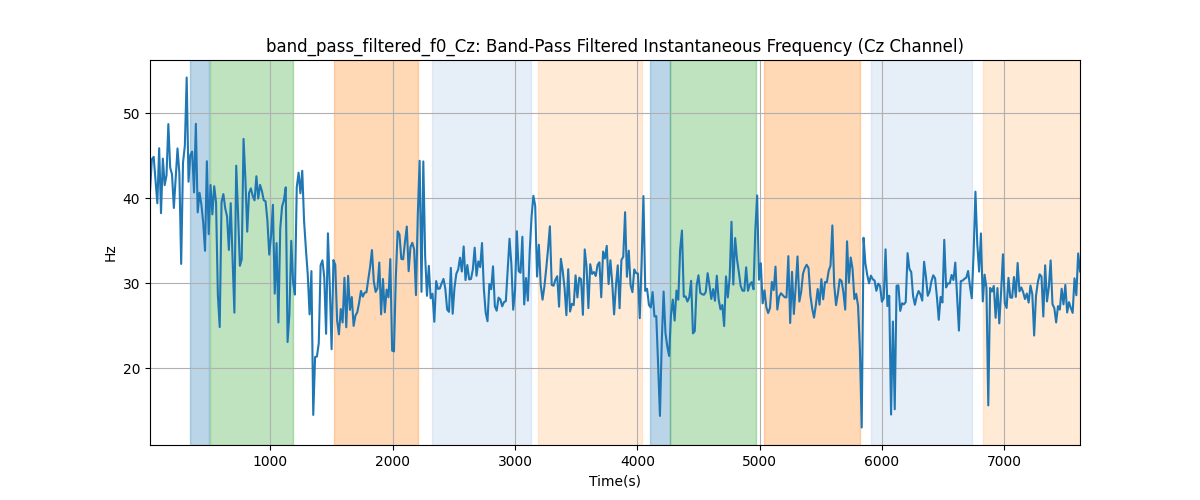 band_pass_filtered_f0_Cz: Band-Pass Filtered Instantaneous Frequency (Cz Channel)
50
40
30
20
Hz
1000 2000 3000 4000 5000 6000 7000
Time(s)